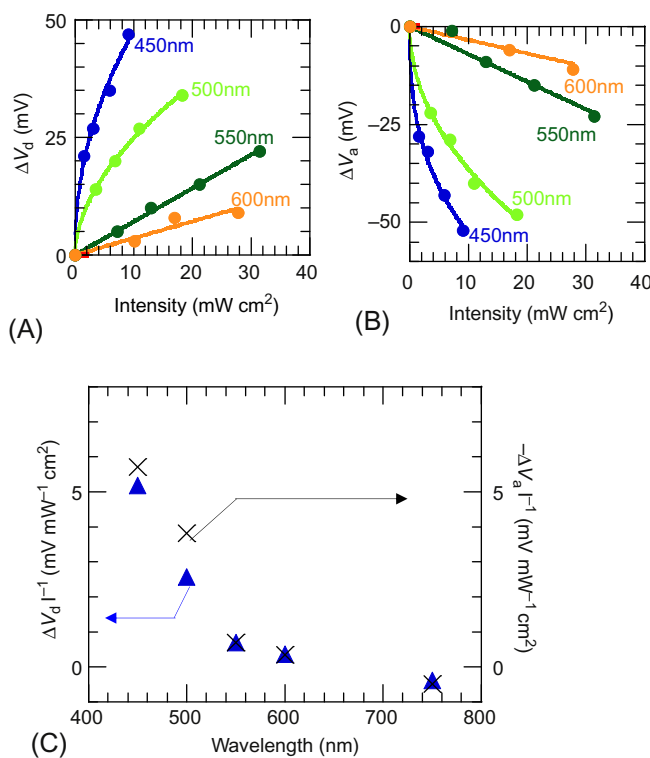 50
25
0
ΔVd (mV)
450nm
500nm
550nm
600nm
0 10 20 30 40
Intensity (mW cm2)
(A)
0
−25
−50
ΔVa (mV)
600nm
550nm
500nm
450nm
0 10 20 30 40
Intensity (mW cm2)
(B)
5
0
ΔVd I−1 (mV mW−1 cm2)
5
0
−ΔVa I−1 (mV mW−1 cm2)
400 500 600 700 800
Wavelength (nm)
(C)